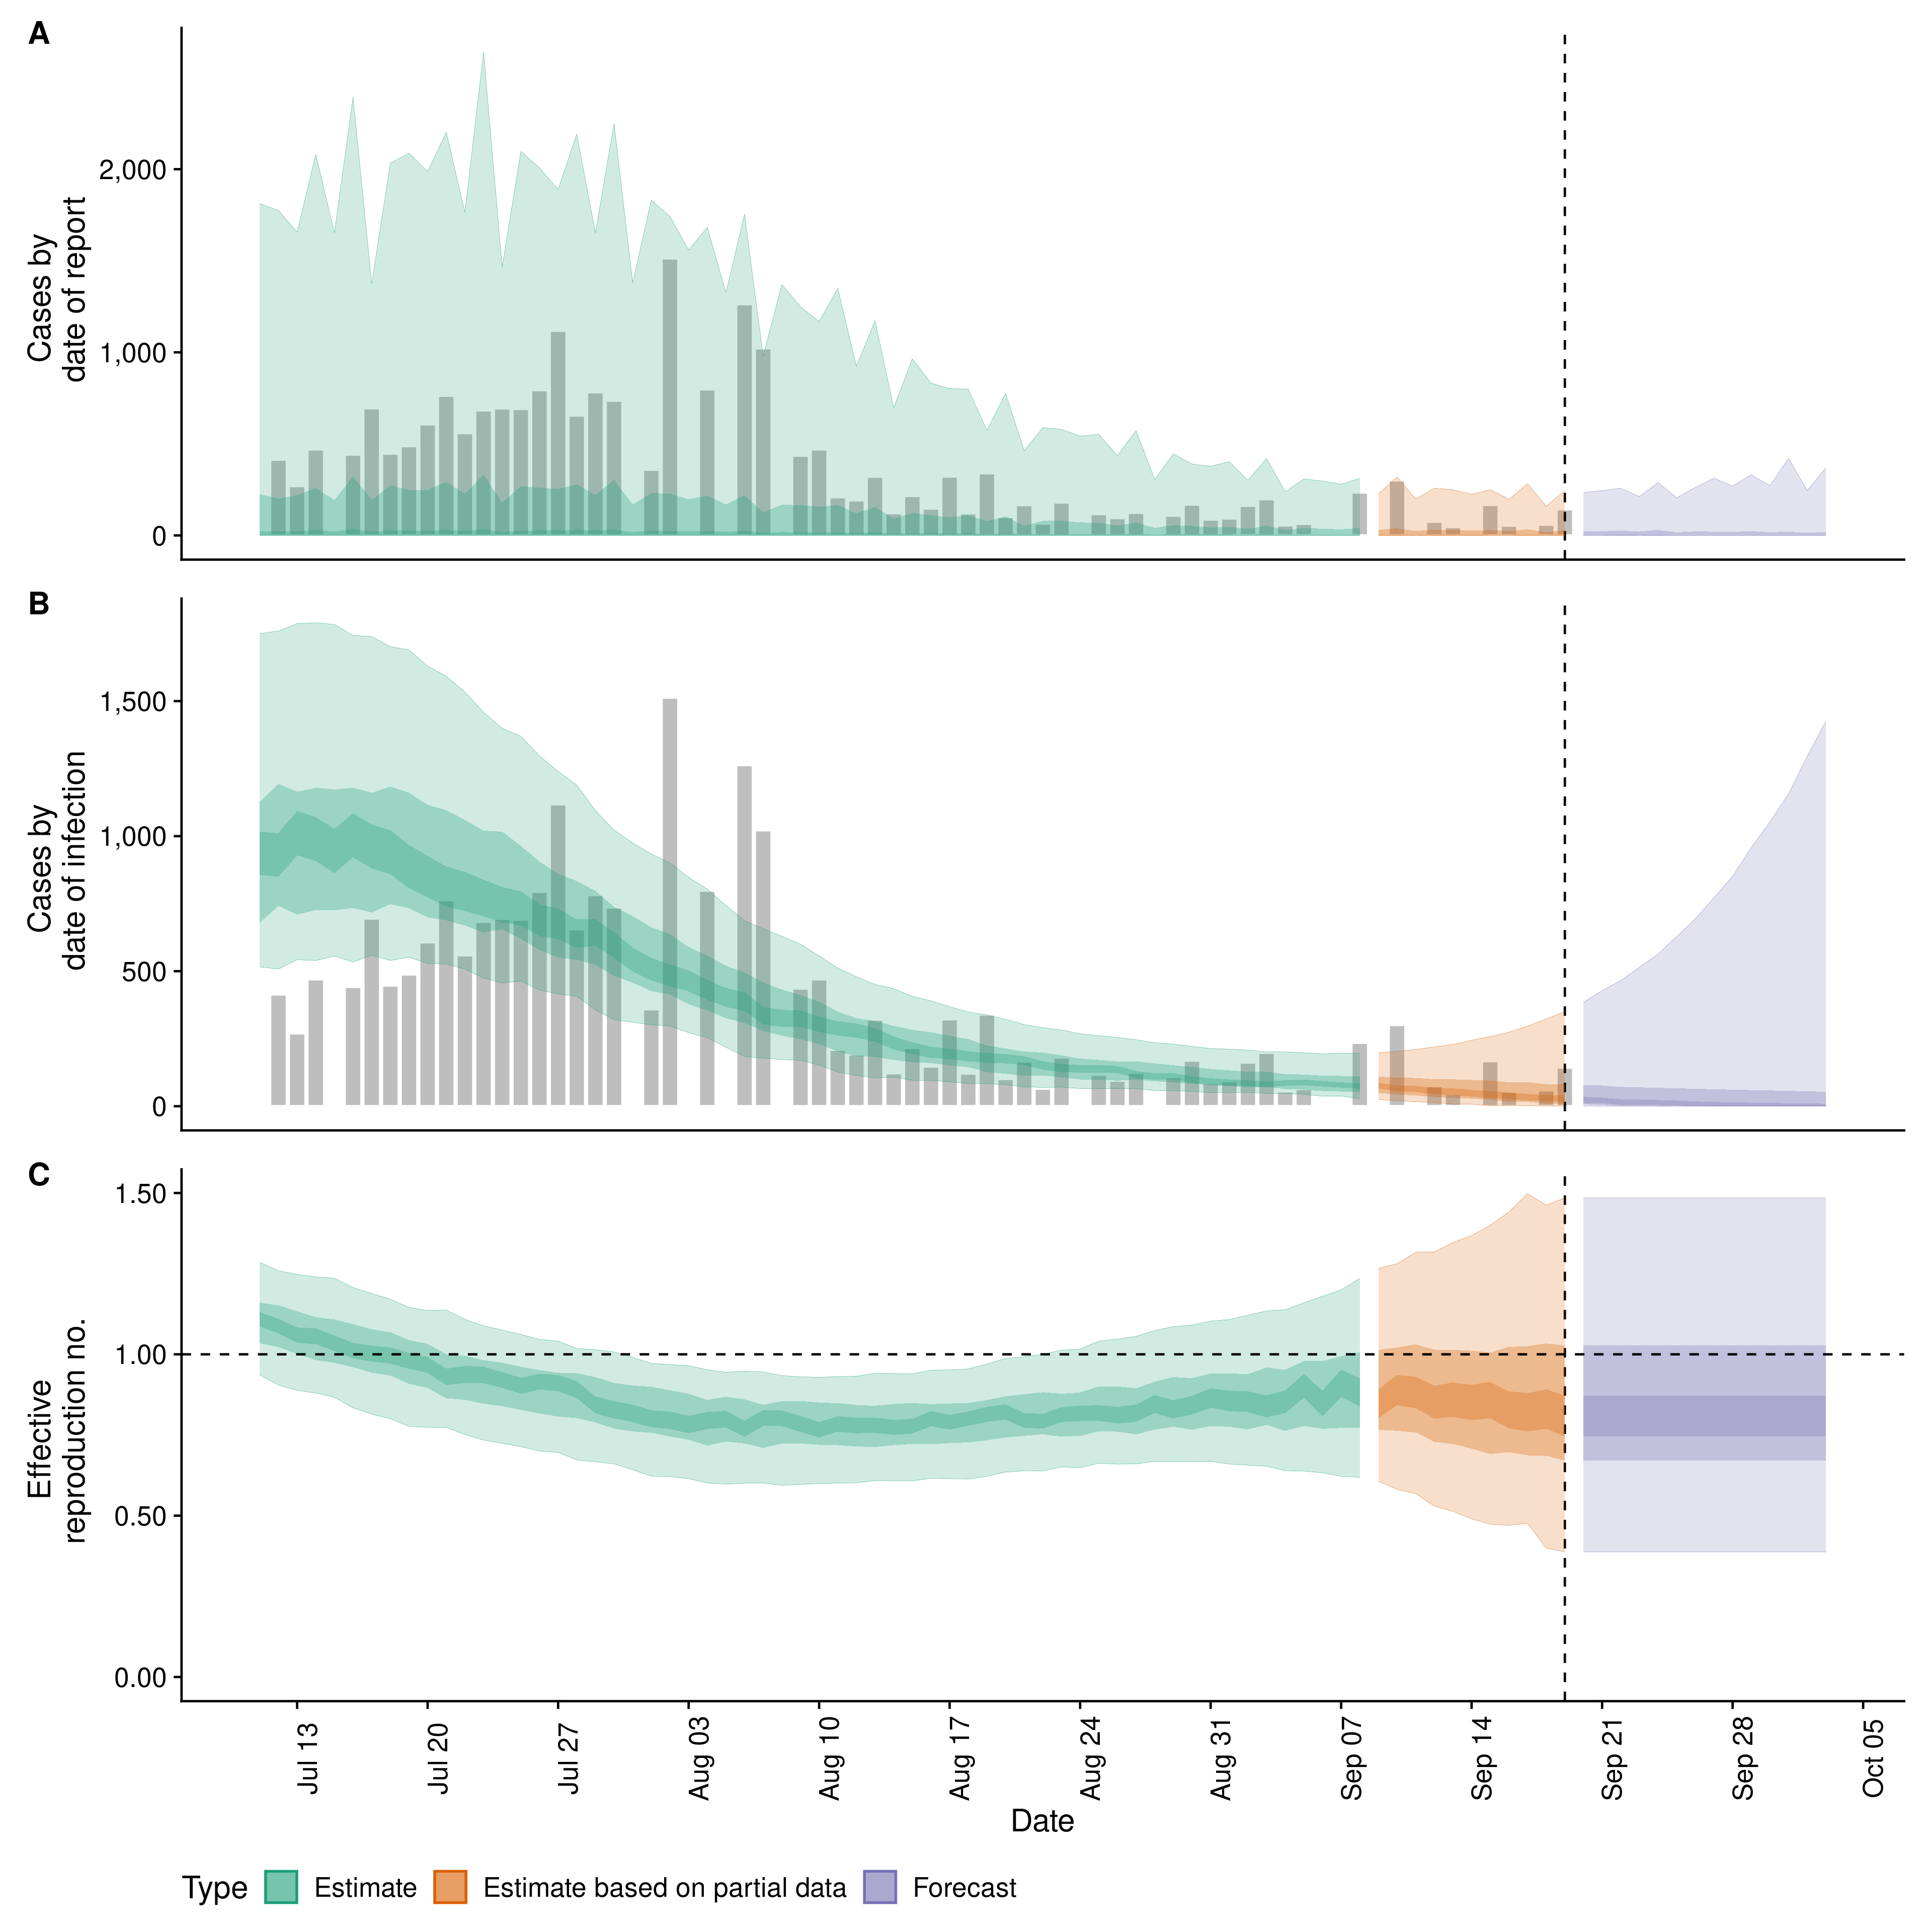 A
Cases by
date of report
2,000
1,000
0
B
Cases by
date of infection
1,500
1,000
500
0
C
Effective
reproduction no.
1.50
1.00
0.50
0.00
Jul 13
Jul 20
Jul 27
Aug 03
Aug 10
Aug 17
Aug 24
Aug 31
Sep 07
Sep 14
Sep 21
Sep 28
Oct 05
Date
Type
Estimate
Estimate based on partial data
Forecast